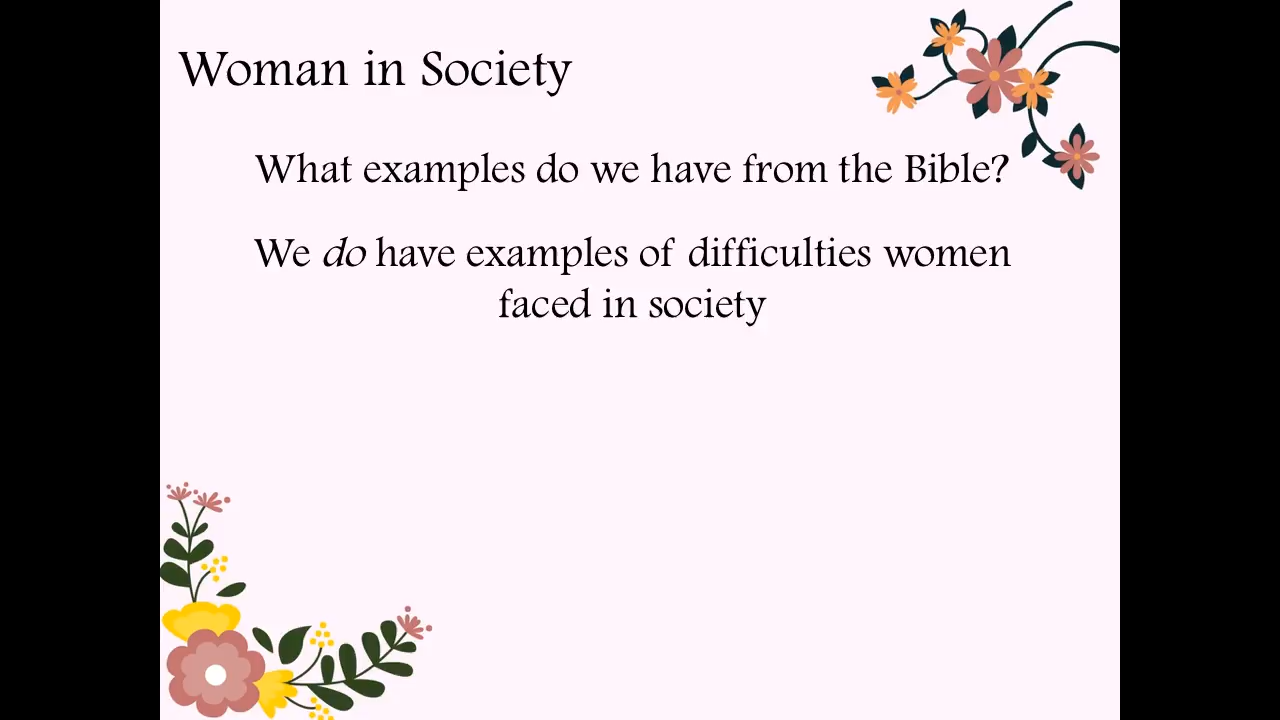 Woman in Society
What examples do we have from the Bible?
We do have examples of difficulties women
faced in society